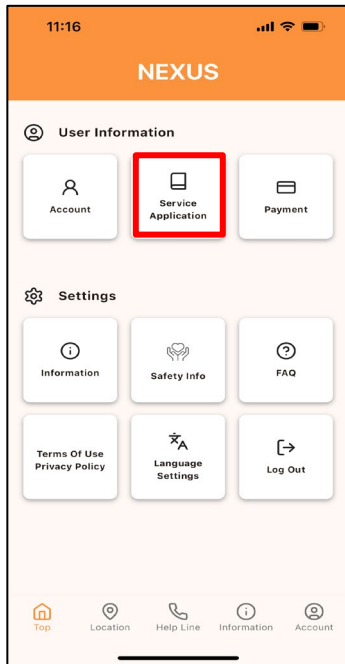 11:16
NEXUS
User Information
Account
Service
Application
Payment
Settings
Information
Safety Info
FAQ
Terms Of Use
Privacy Policy
Language
Settings
Log Out
Top
Location
Help Line
Information
Account